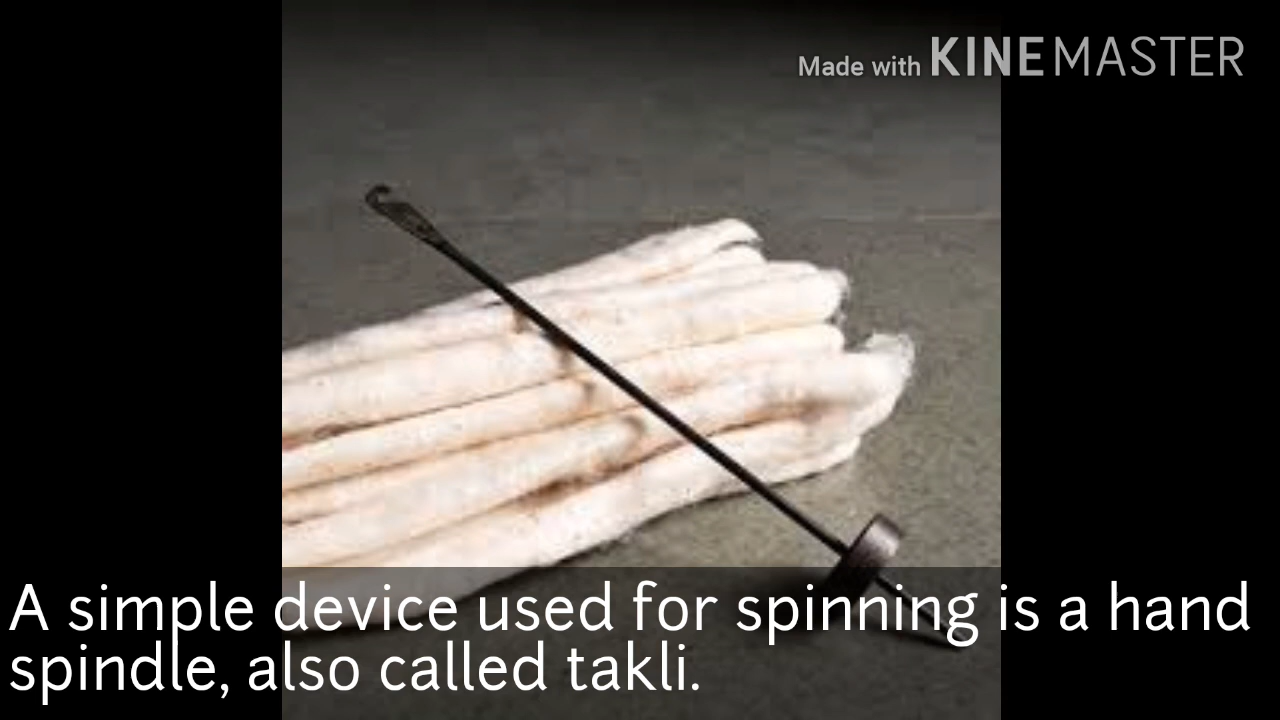 Made with KINEMASTER
A simple device used for spinning is a hand
spindle, also called takli.